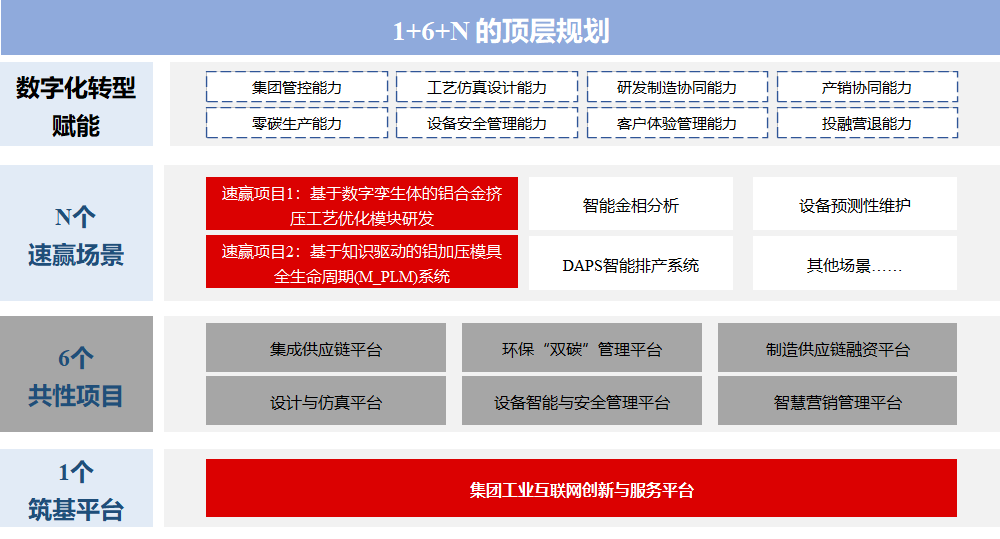 1+6+N 的顶层规划
数字化转型
赋能
集团管控能力
工艺仿真设计能力
研发制造协同能力
产销协同能力
零碳生产能力
设备安全管理能力
客户体验管理能力
投融营退能力
N个
速赢场景
速赢项目1：基于数字孪生体的铝合金挤
压工艺优化模块研发
智能金相分析
设备预测性维护
速赢项目2：基于知识驱动的铝加压模具
全生命周期(M_PLM)系统
DAPS智能排产系统
其他场景……
6个
共性项目
集成供应链平台
环保“双碳”管理平台
制造供应链融资平台
设计与仿真平台
设备智能与安全管理平台
智慧营销管理平台
1个
筑基平台
集团工业互联网创新与服务平台